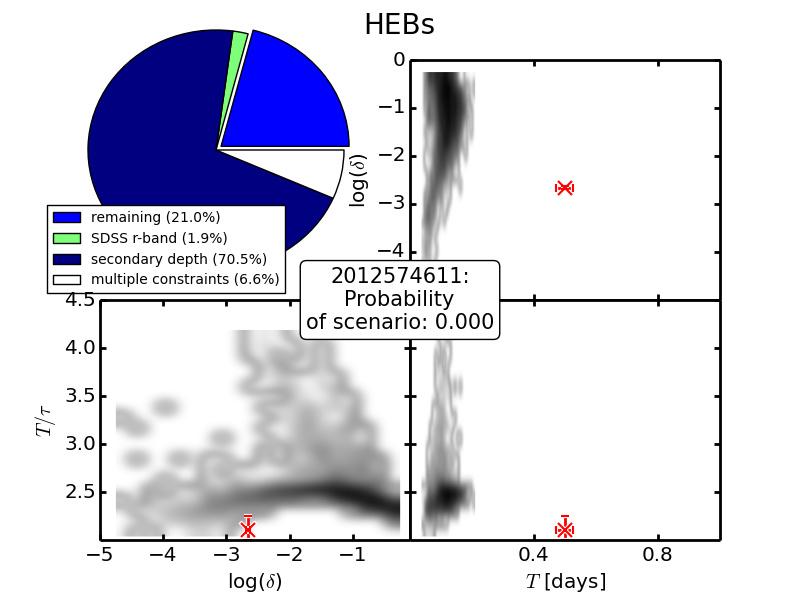 HEBs
remaining (21.0%)
SDSS r-band (1.9%)
secondary depth (70.5%)
multiple constraints (6.6%)
log(δ)
0
−1
−2
−3
−4
2012574611:
Probability
of scenario: 0.000
T/τ
4.5
4.0
3.5
3.0
2.5
−5 −4 −3 −2 −1
log(δ)
0.4 0.8
T [days]